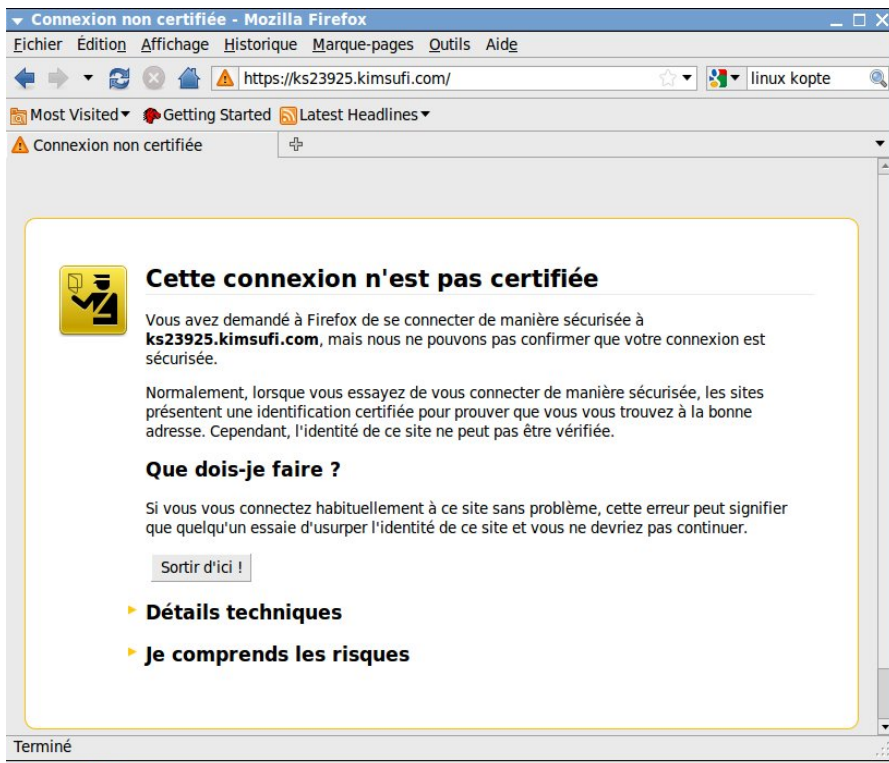 Connexion non certifiée - Mozilla Firefox
Fichier Édition Affichage Historique Marque-pages Outils Aide
https://ks23925.kimsufi.com/ linux kopte
Most Visited Getting Started Latest Headlines
Connexion non certifiée
Cette connexion n'est pas certifiée
Vous avez demandé à Firefox de se connecter de manière sécurisée à
ks23925.kimsufi.com, mais nous ne pouvons pas confirmer que votre connexion est
sécurisée.
Normalement, lorsque vous essayez de vous connecter de manière sécurisée, les sites
présentent une identification certifiée pour prouver que vous vous trouvez à la bonne
adresse. Cependant, l'identité de ce site ne peut pas être vérifiée.
Que dois-je faire ?
Si vous vous connectez habituellement à ce site sans problème, cette erreur peut signifier
que quelqu'un essaie d'usurper l'identité de ce site et vous ne devriez pas continuer.
Sortir d'ici !
Détails techniques
Je comprends les risques
Terminé